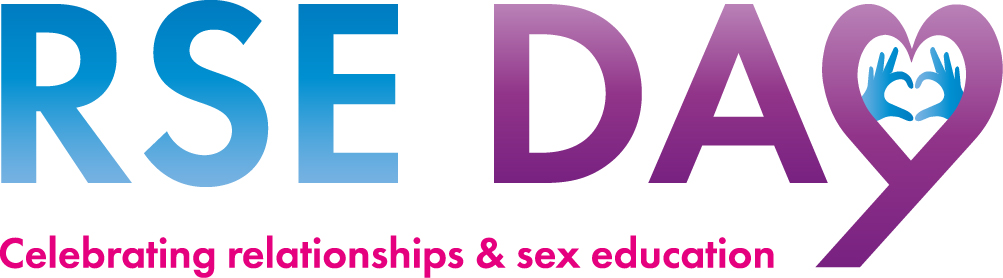 RSE DAY
Celebrating relationships & sex education